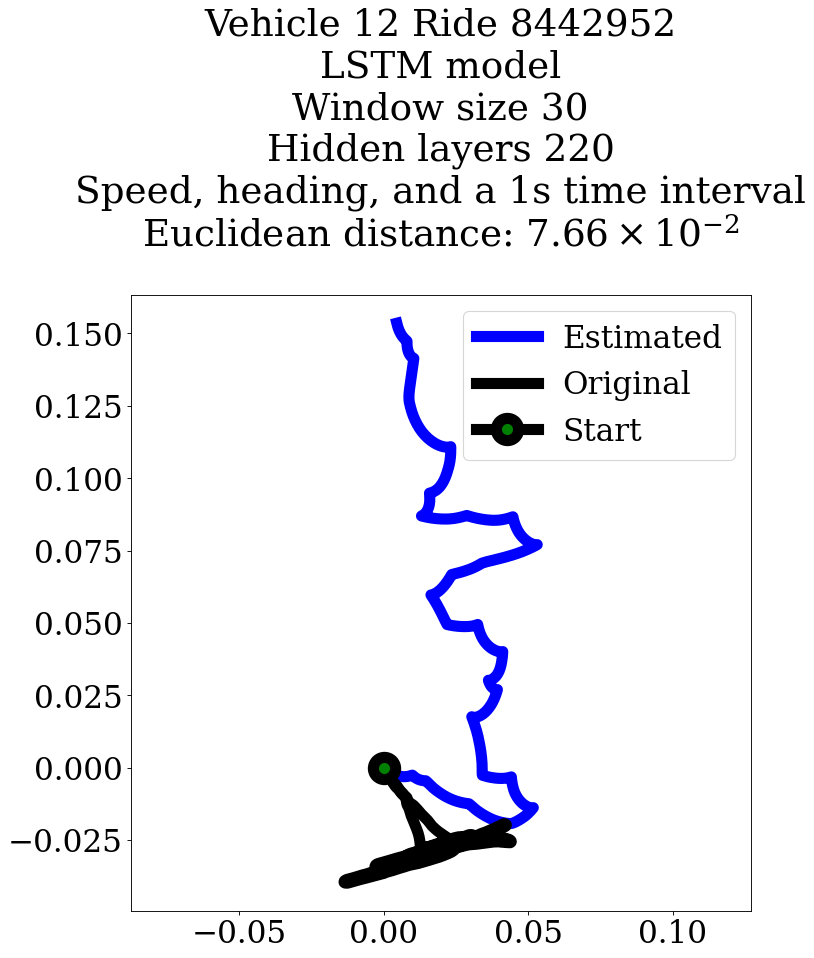 Vehicle 12 Ride 8442952
LSTM model
Window size 30
Hidden layers 220
Speed, heading, and a 1s time interval
Euclidean distance: 7.66 × 10⁻²
Estimated
Original
Start
0.150
0.125
0.100
0.075
0.050
0.025
0.000
−0.025
−0.05 0.00 0.05 0.10